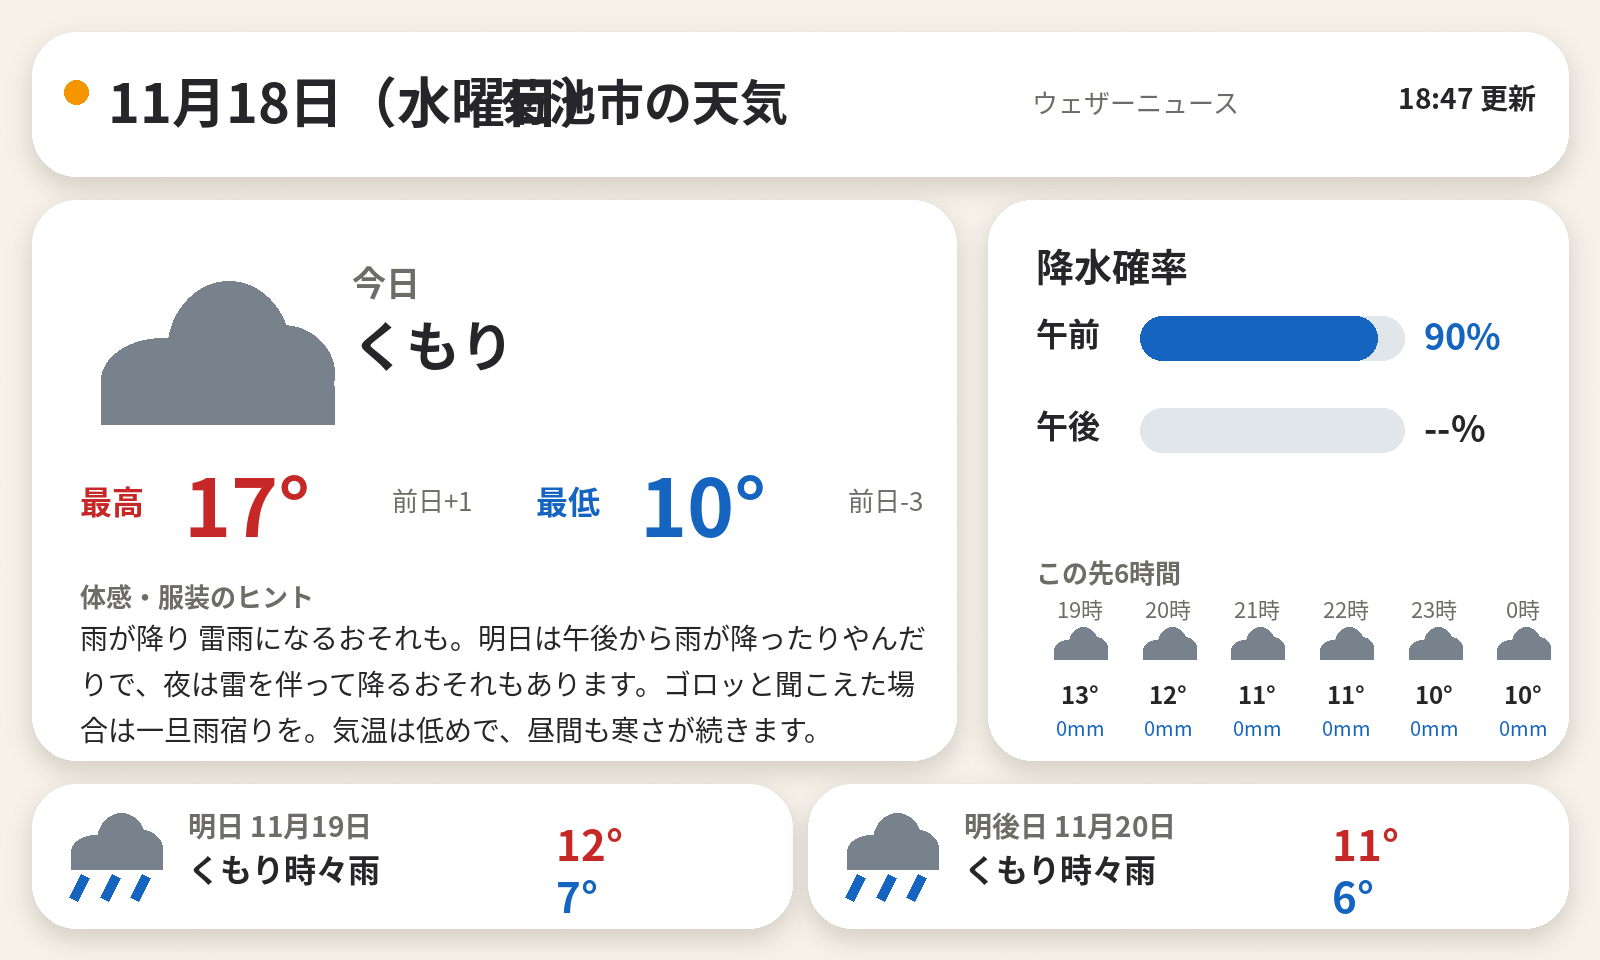 11月18日（水曜日）
菊池市の天気
ウェザーニュース
18:47 更新
今日
くもり
最高 17° 前日+1 最低 10° 前日-3
体感・服装のヒント
雨が降り 雷雨になるおそれも。明日は午後から雨が降ったりやんだ
りで、夜は雷を伴って降るおそれもあります。ゴロッと聞こえた場
合は一旦雨宿りを。気温は低めで、昼間も寒さが続きます。
降水確率
午前 90%
午後 --%
この先6時間
19時 20時 21時 22時 23時 0時
13° 12° 11° 11° 10° 10°
0mm 0mm 0mm 0mm 0mm 0mm
明日 11月19日
くもり時々雨
12°
7°
明後日 11月20日
くもり時々雨
11°
6°